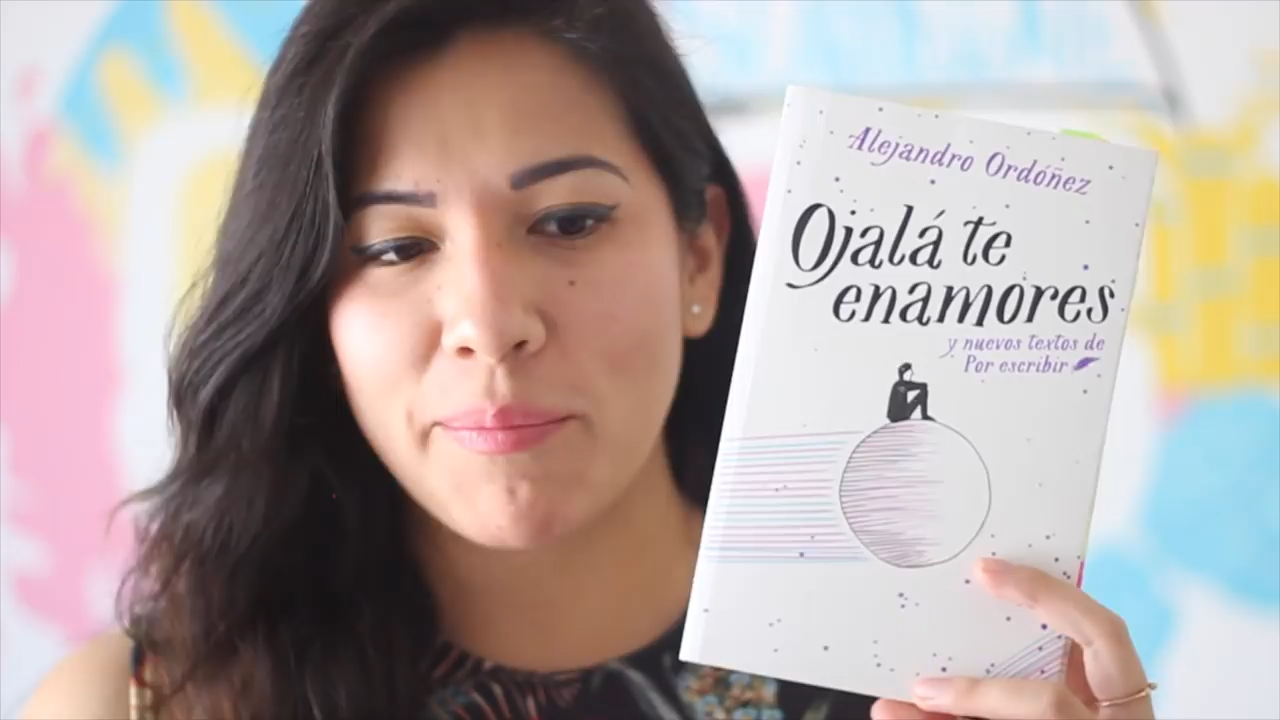 Alejandro Ordóñez
Ojalá te
enamores
y nuevos textos de
Por escribir